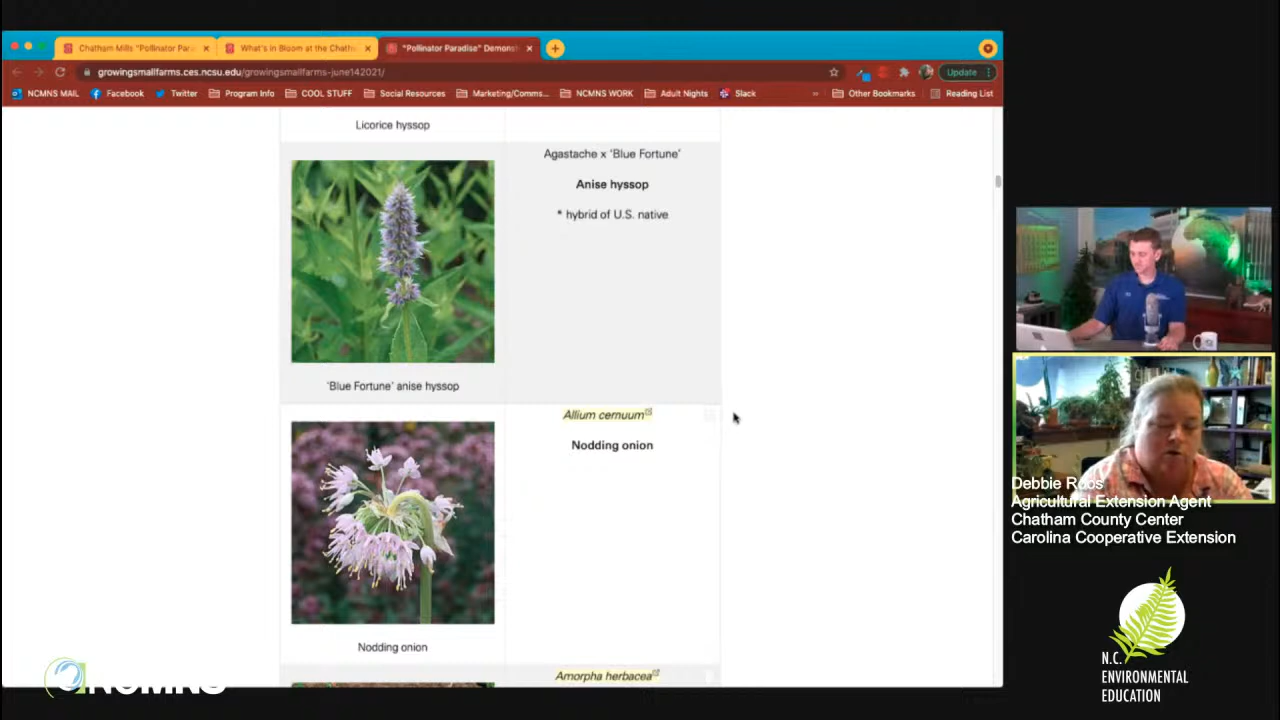 Chatham Mills "Pollinator Para
What's in Bloom at the Chath
"Pollinator Paradise" Demons
growingsmallfarms.ces.ncsu.edu/growingsmallfarms-june142021/
Update
NCMNS MAIL
Facebook
Twitter
Program Info
COOL STUFF
Social Resources
Marketing/Comms...
NCMNS WORK
Adult Nights
Slack
»
Other Bookmarks
Reading List
Licorice hyssop
Agastache x 'Blue Fortune'
Anise hyssop
* hybrid of U.S. native
'Blue Fortune' anise hyssop
Allium cernuum
Nodding onion
Nodding onion
Amorpha herbacea
Debbie Roos
Agricultural Extension Agent
Chatham County Center
Carolina Cooperative Extension
N.C.
ENVIRONMENTAL
EDUCATION
NCMNS